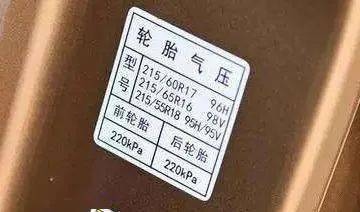 轮胎气压
型号
215/60R17 96H
215/65R16 98V
215/55R18 95H/95V
前轮胎 后轮胎
220kPa 220kPa